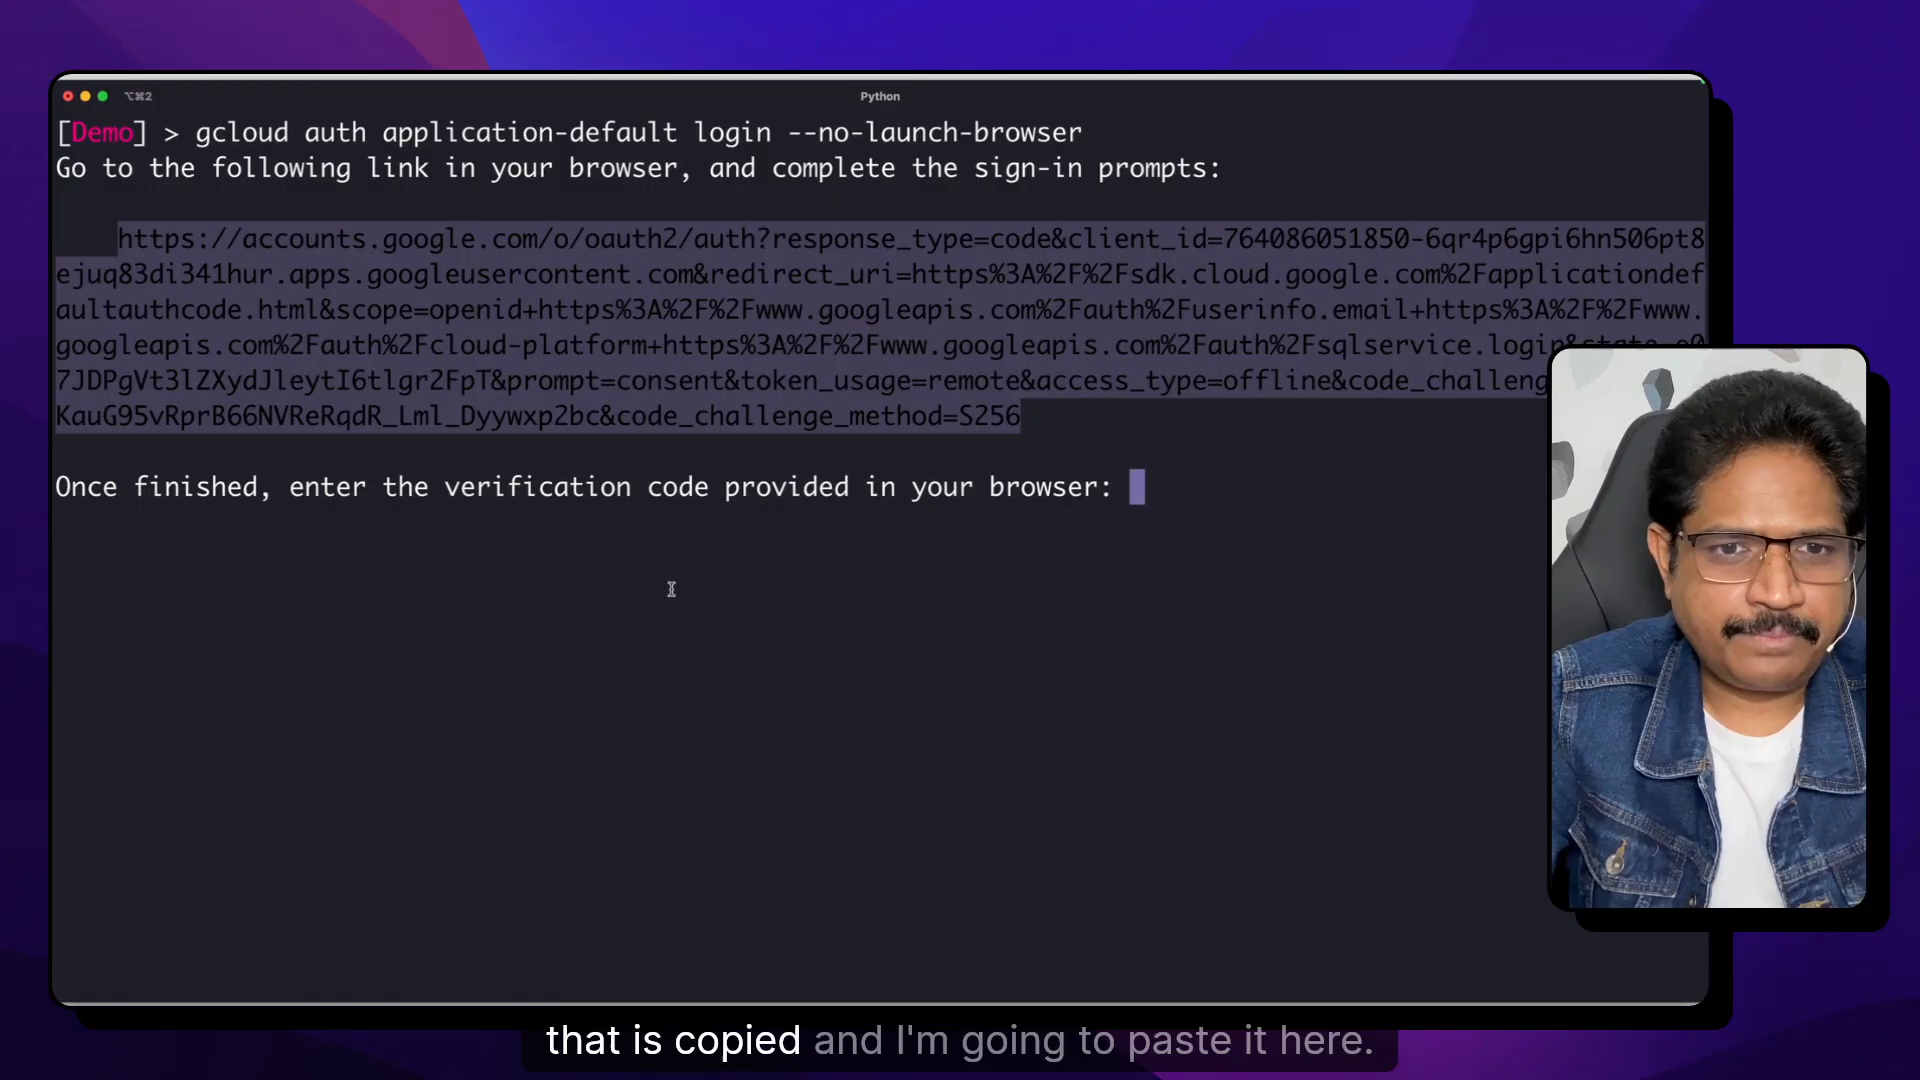 ⌥⌘2
Python
[Demo] > gcloud auth application-default login --no-launch-browser
Go to the following link in your browser, and complete the sign-in prompts:
https://accounts.google.com/o/oauth2/auth?response_type=code&client_id=764086051850-6qr4p6gpi6hn506pt8
ejuq83di341hur.apps.googleusercontent.com&redirect_uri=https%3A%2F%2Fsdk.cloud.google.com%2Fapplicationdef
aultauthcode.html&scope=openid+https%3A%2F%2Fwww.googleapis.com%2Fauth%2Fuserinfo.email+https%3A%2F%2Fwww.
googleapis.com%2Fauth%2Fcloud-platform+https%3A%2F%2Fwww.googleapis.com%2Fauth%2Fsqlservice.login
7JDPgVt3lZXydJleytI6tlgr2FpT&prompt=consent&token_usage=remote&access_type=offline&code_challeng
KauG95vRprB66NVReRqdR_Lml_Dyywxp2bc&code_challenge_method=S256
Once finished, enter the verification code provided in your browser:
that is copied and I'm going to paste it here.